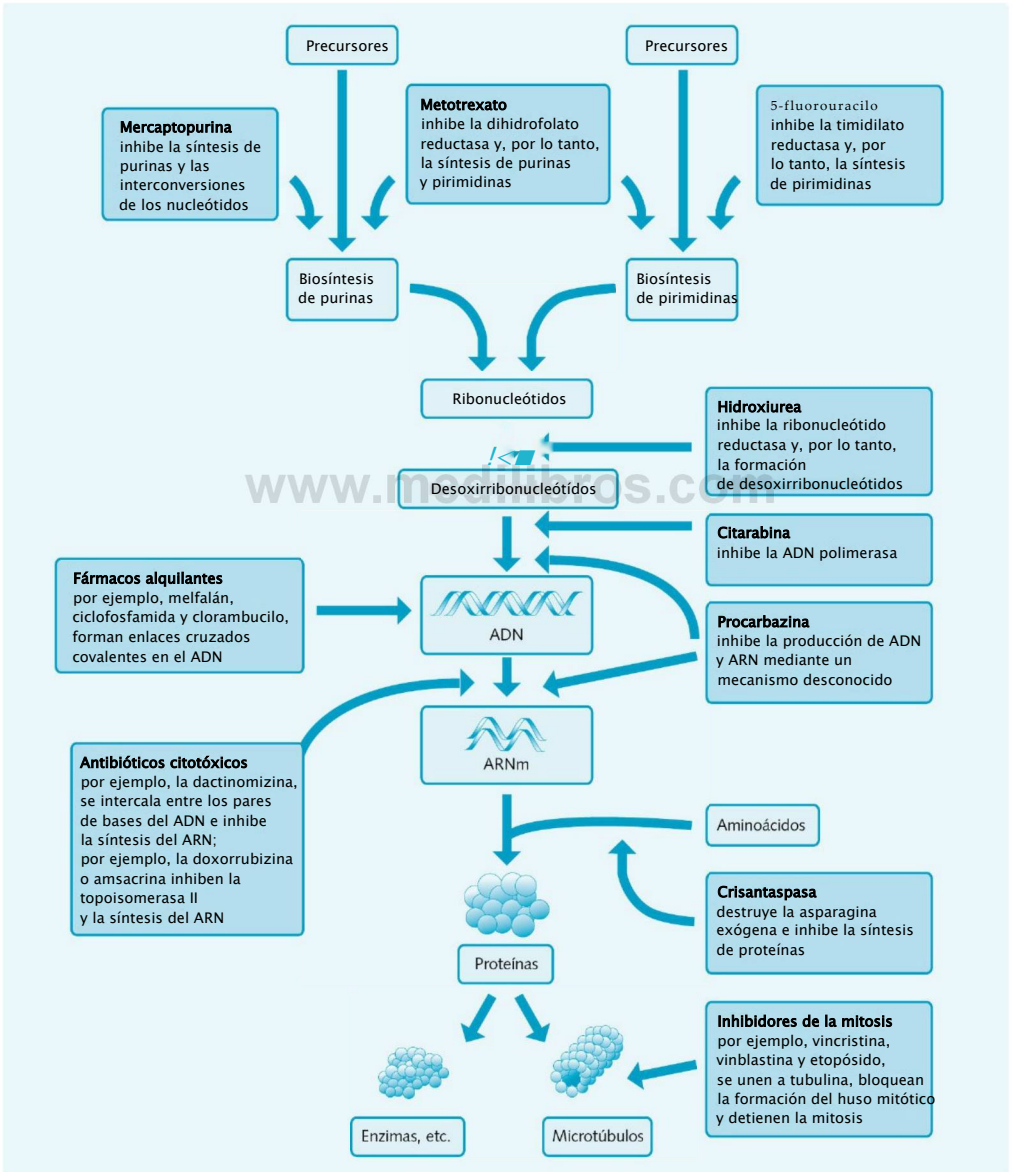 Precursores
Precursores
Mercaptopurina
inhibe la síntesis de
purinas y las
interconversiones
de los nucleótidos
Metotrexato
inhibe la dihidrofolato
reductasa y, por lo tanto,
la síntesis de purinas
y pirimidinas
5-fluorouracilo
inhibe la timidilato
reductasa y, por
lo tanto, la síntesis
de pirimidinas
Biosíntesis
de purinas
Biosíntesis
de pirimidinas
Ribonucleótidos
Hidroxiurea
inhibe la ribonucleótido
reductasa y, por lo tanto,
la formación
de desoxirribonucleótidos
!<
www.medilibros.com
Desoxirribonucleótídos
Citarabina
inhibe la ADN polimerasa
Fármacos alquilantes
por ejemplo, melfalán,
ciclofosfamida y clorambucilo,
forman enlaces cruzados
covalentes en el ADN
ADN
Procarbazina
inhibe la producción de ADN
y ARN mediante un
mecanismo desconocido
ARNm
Antibióticos citotóxicos
por ejemplo, la dactinomizina,
se intercala entre los pares
de bases del ADN e inhibe
la síntesis del ARN;
por ejemplo, la doxorrubizina
o amsacrina inhiben la
topoisomerasa II
y la síntesis del ARN
Aminoácidos
Crisantaspasa
destruye la asparagina
exógena e inhibe la síntesis
de proteínas
Proteínas
Inhibidores de la mitosis
por ejemplo, vincristina,
vinblastina y etopósido,
se unen a tubulina, bloquean
la formación del huso mitótico
y detienen la mitosis
Enzimas, etc.
Microtúbulos